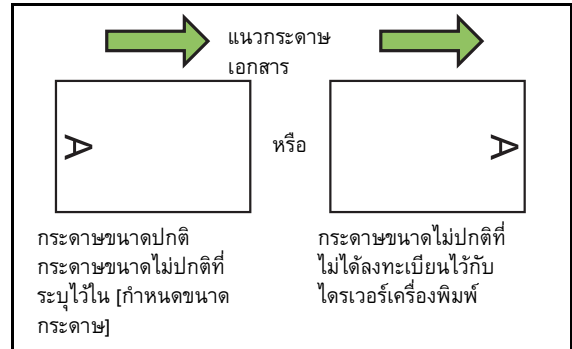 แนวกระดาษ
เอกสาร
A
หรือ
A
กระดาษขนาดปกติ
กระดาษขนาดไม่ปกติที่
ระบุไว้ใน [กำหนดขนาด
กระดาษ]
กระดาษขนาดไม่ปกติที่
ไม่ได้ลงทะเบียนไว้กับ
ไดรเวอร์เครื่องพิมพ์